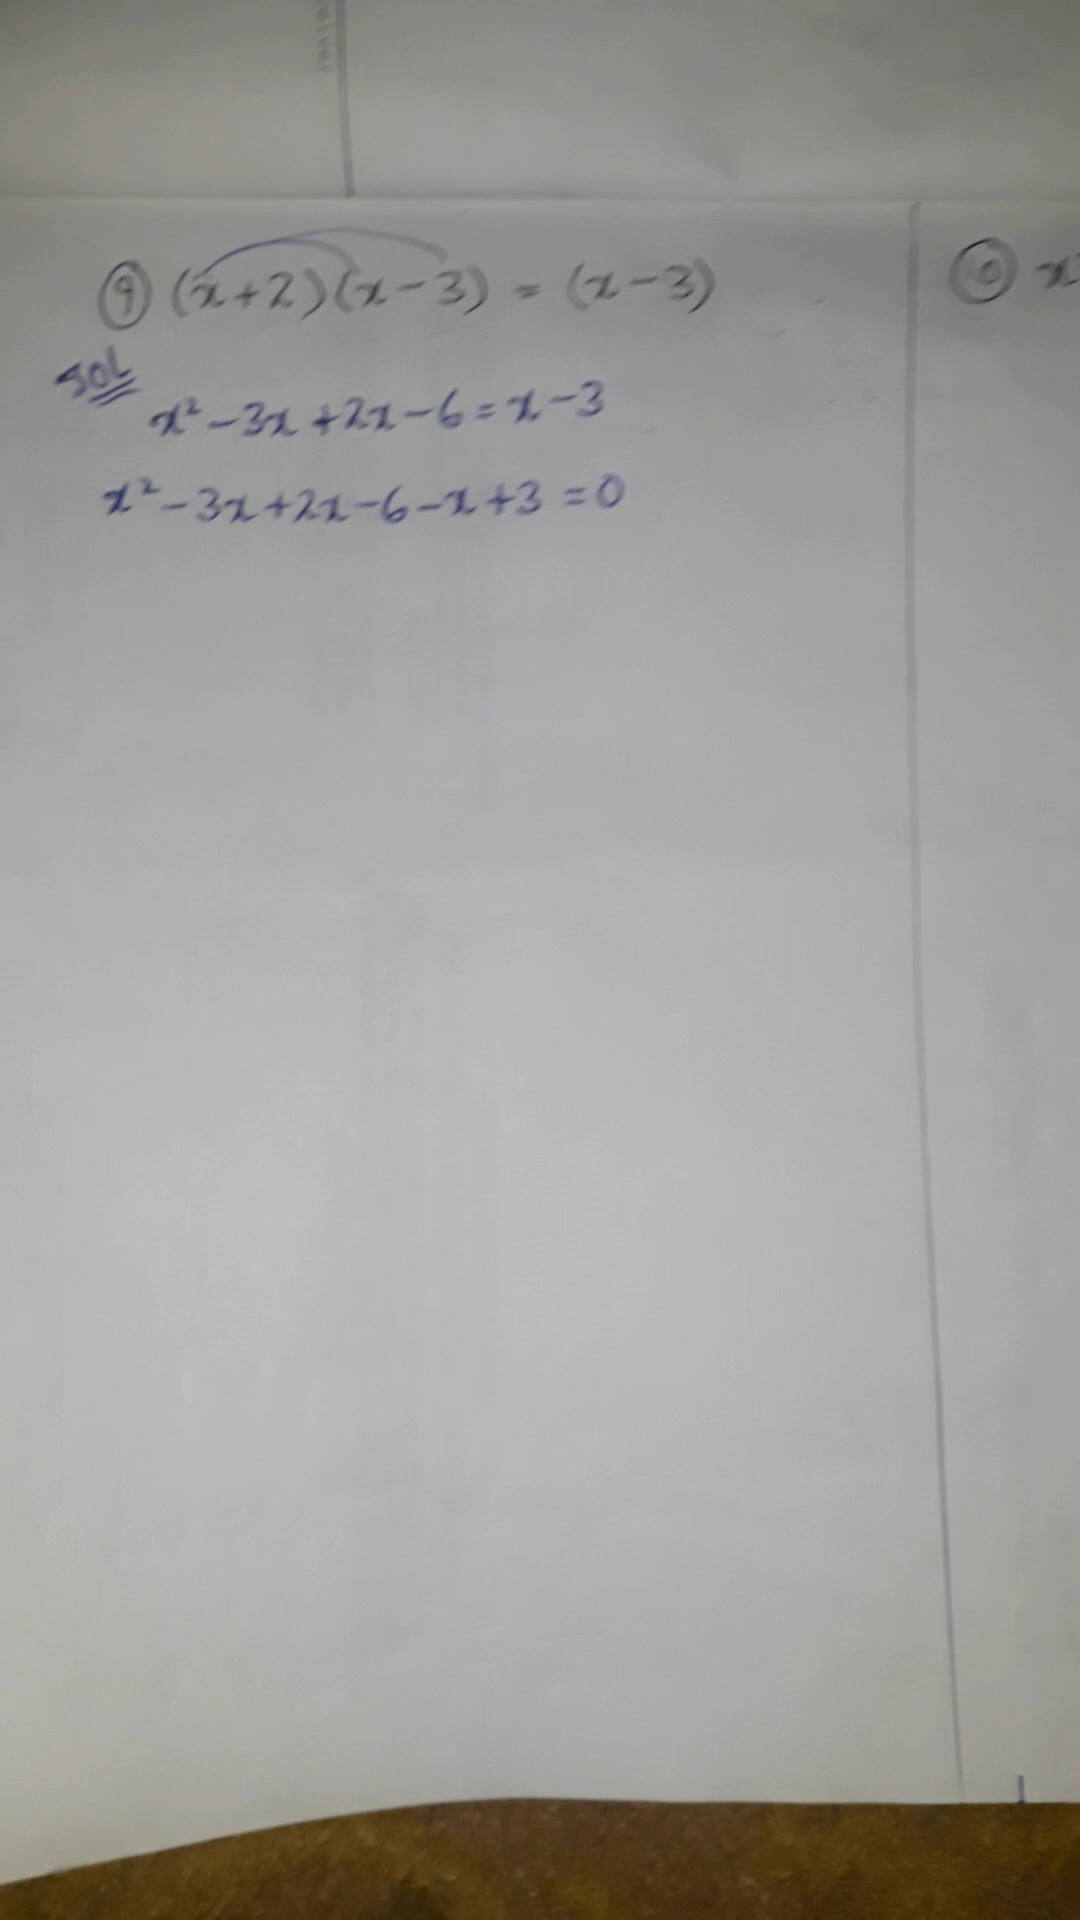 ⑨ (x+2)(x-3) = (x-3)
SOL
x²-3x+2x-6=x-3
x²-3x+2x-6-x+3=0